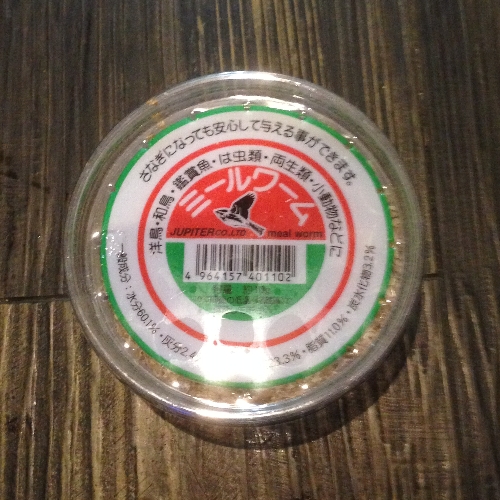 さなぎになっても安心して与える事ができます。
洋鳥・和鳥・鑑賞魚・は虫類・両生類・小動物などに
ミールワーム
JUPITER CO.,LTD meal worm
4 964157 401102
一般成分：水分60.1%・灰分2.4 3.3%・脂質11.0%・炭水化物3.2%